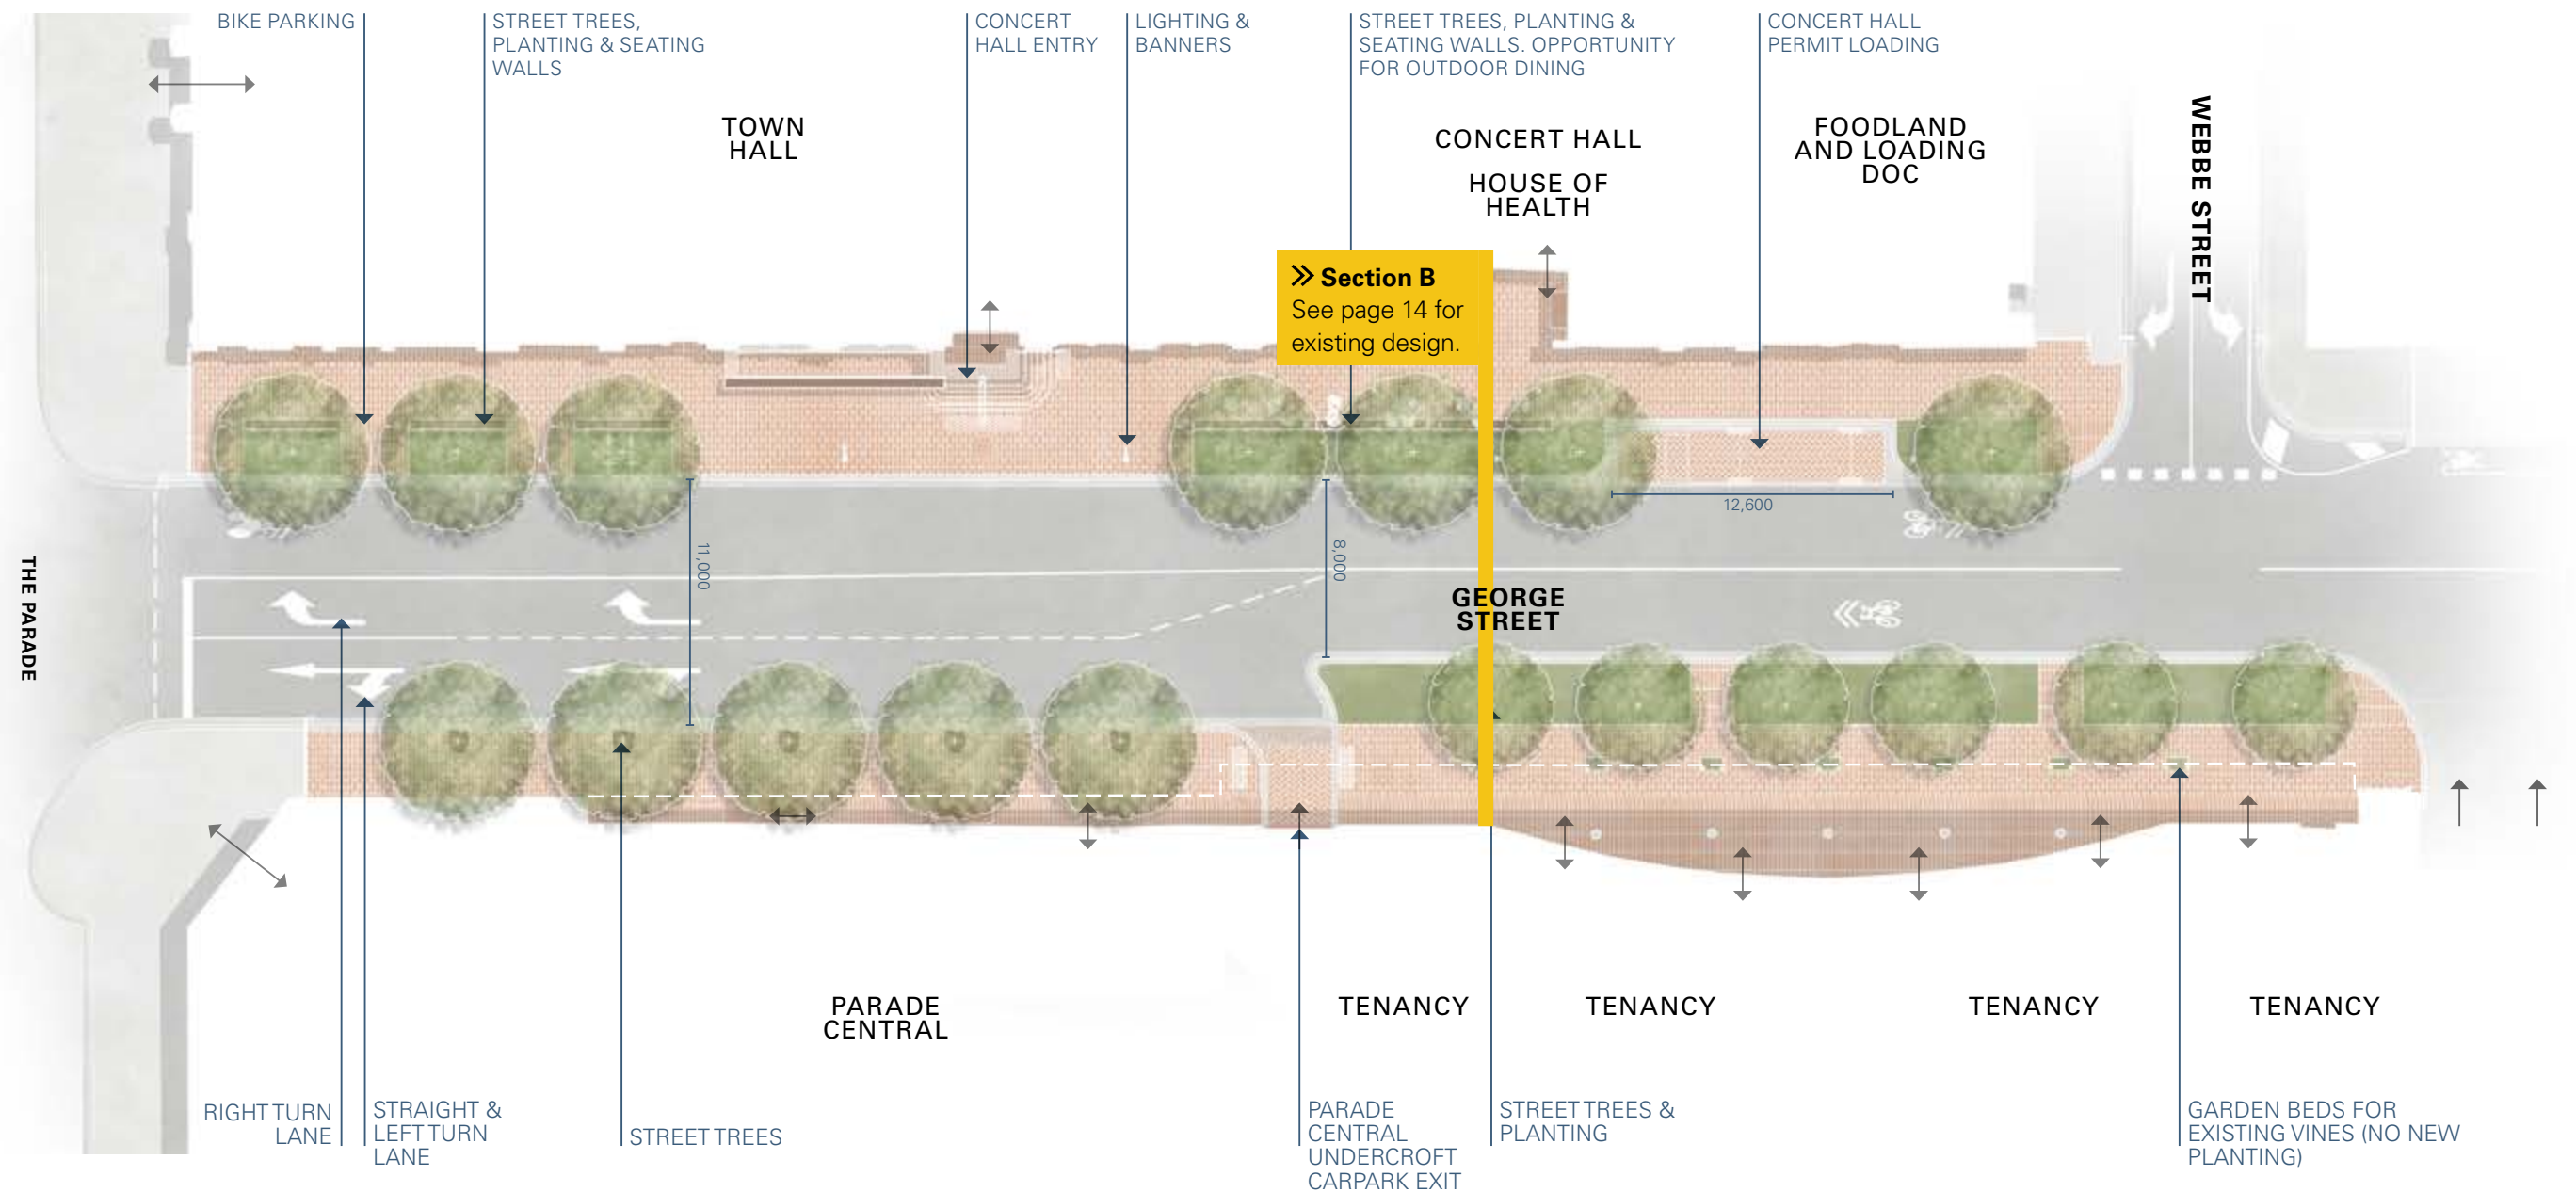 BIKE PARKING
STREET TREES,
PLANTING & SEATING
WALLS
CONCERT
HALL ENTRY
LIGHTING &
BANNERS
STREET TREES, PLANTING &
SEATING WALLS. OPPORTUNITY
FOR OUTDOOR DINING
CONCERT HALL
PERMIT LOADING
TOWN
HALL
CONCERT HALL
HOUSE OF
HEALTH
FOODLAND
AND LOADING
DOC
WEBBE STREET
Section B
See page 14 for
existing design.
12,600
11,000
8,000
THE PARADE
GEORGE
STREET
PARADE
CENTRAL
TENANCY
TENANCY
TENANCY
TENANCY
RIGHT TURN
LANE
STRAIGHT &
LEFT TURN
LANE
STREET TREES
PARADE
CENTRAL
UNDERCROFT
CARPARK EXIT
STREET TREES &
PLANTING
GARDEN BEDS FOR
EXISTING VINES (NO NEW
PLANTING)